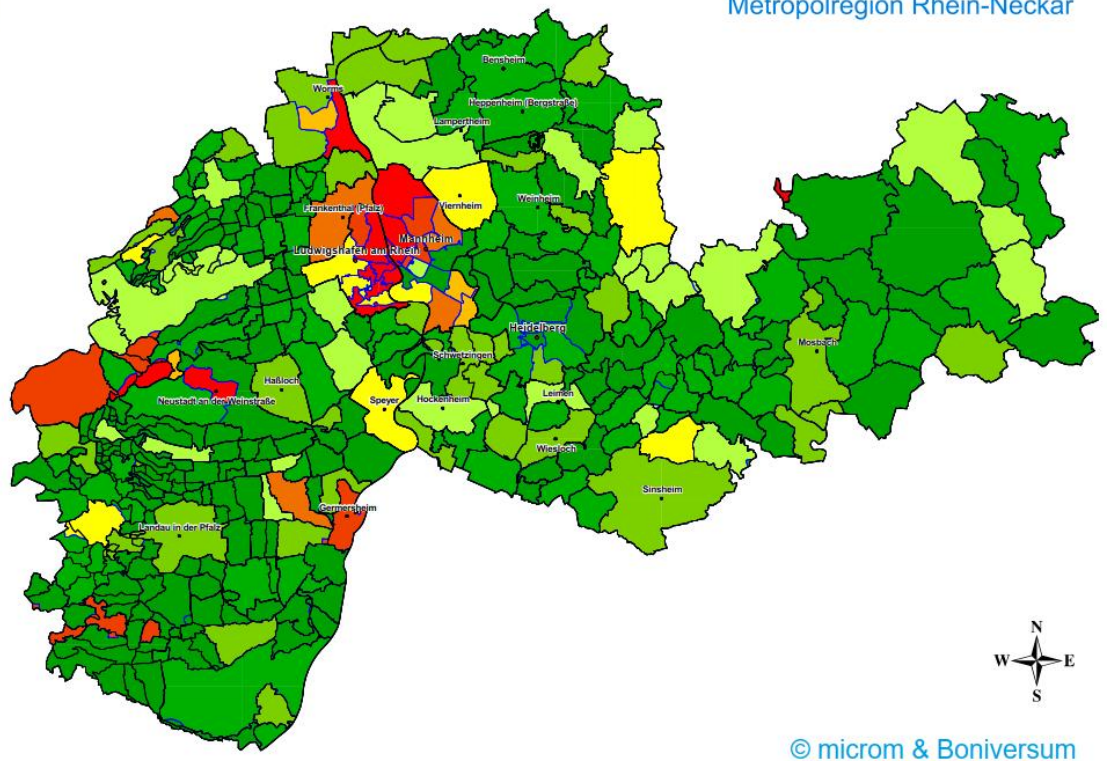 Metropolregion Rhein-Neckar
Bensheim
Worms
Heppenheim (Bergstraße)
Lampertheim
Viernheim
Weinheim
Frankenthal (Pfalz)
Mannheim
Ludwigshafen am Rhein
Heidelberg
Mosbach
Schwetzingen
Haßloch
Neustadt an der Weinstraße
Speyer
Hockenheim
Leimen
Wiesloch
Sinsheim
Germersheim
Landau in der Pfalz
N
W E
S
© microm & Boniversum